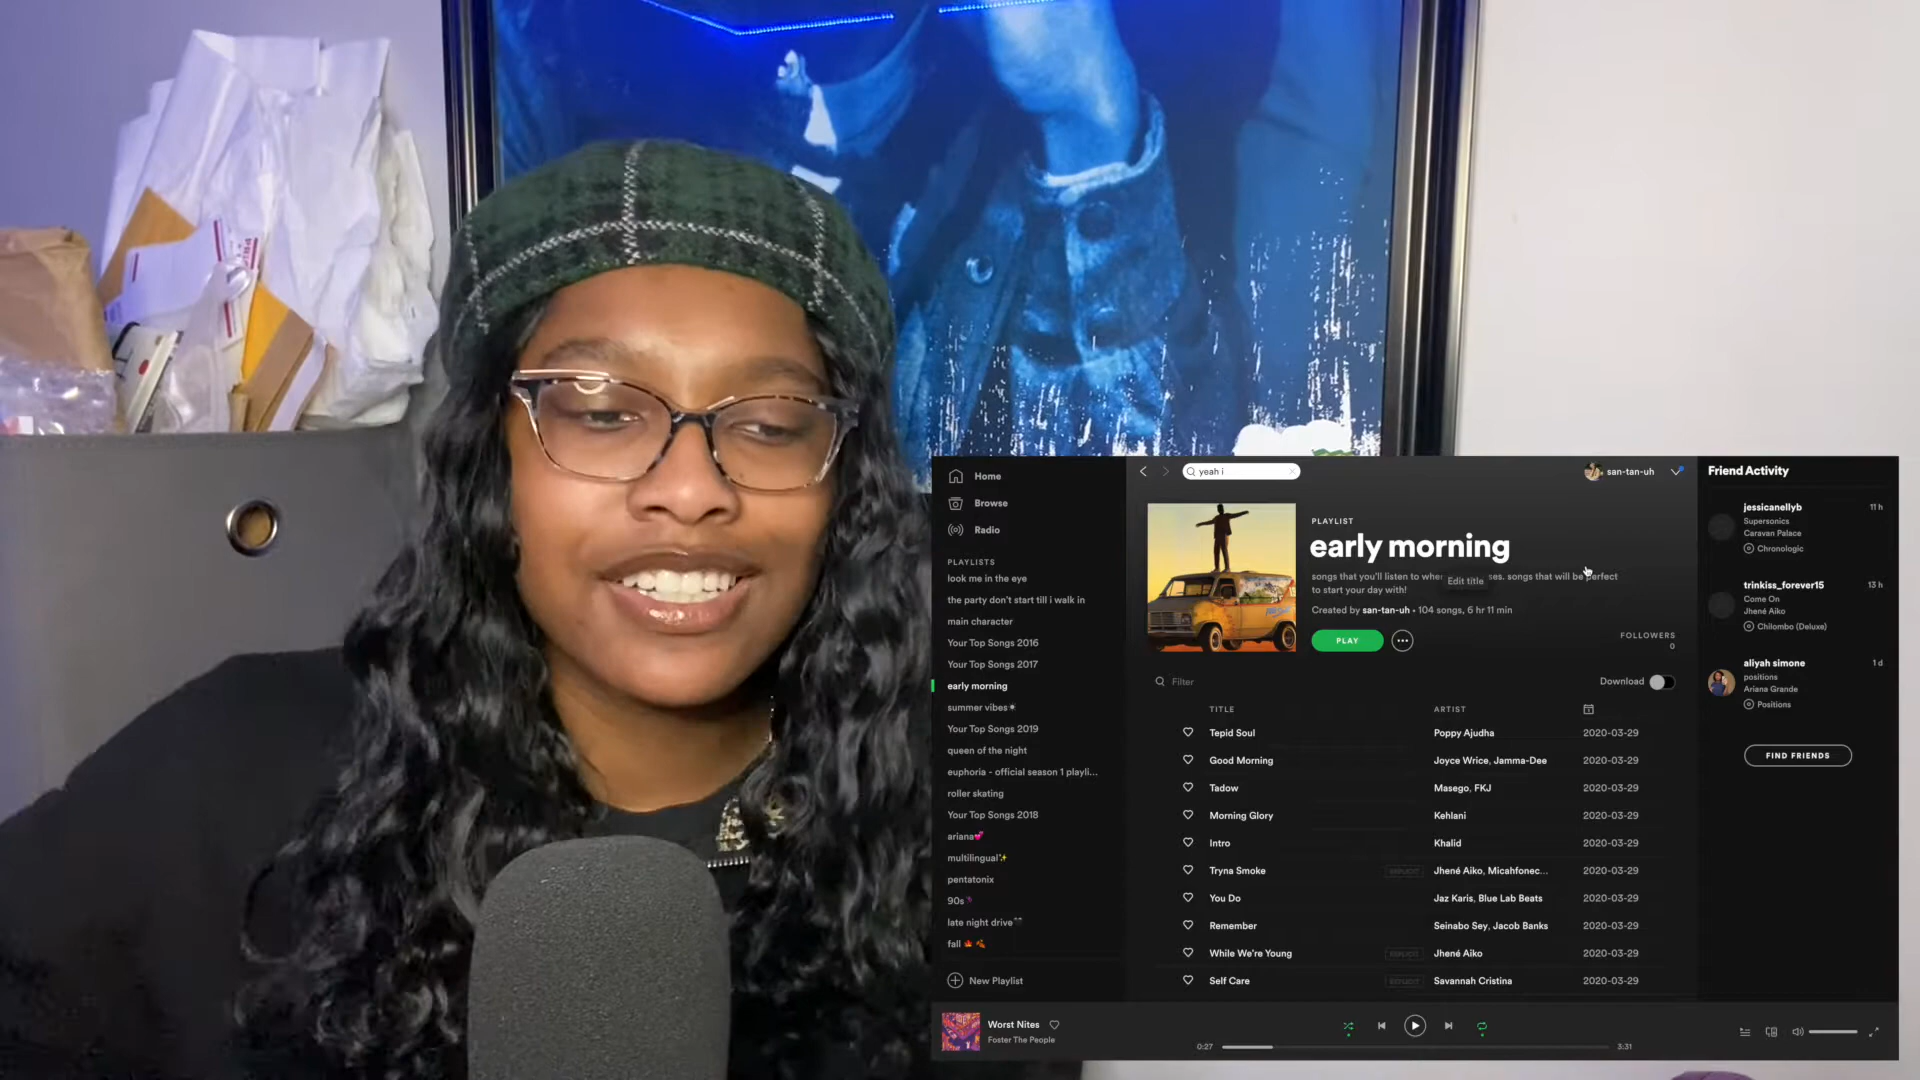 Home
Browse
Radio
PLAYLISTS
look me in the eye
the party don't start till i walk in
main character
Your Top Songs 2016
Your Top Songs 2017
early morning
summer vibes☀
Your Top Songs 2019
queen of the night
euphoria - official season 1 playli...
roller skating
Your Top Songs 2018
ariana💕
multilingual✨
pentatonix
90s
late night drive
fall 🍁 🍂
New Playlist
yeah i
san-tan-uh
PLAYLIST
early morning
songs that you'll listen to ses. songs that will be perfect
Edit title
to start your day with!
Created by san-tan-uh • 104 songs, 6 hr 11 min
PLAY
FOLLOWERS
0
Filter
Download
TITLE ARTIST
Tepid Soul Poppy Ajudha 2020-03-29
Good Morning Joyce Wrice, Jamma-Dee 2020-03-29
Tadow Masego, FKJ 2020-03-29
Morning Glory Kehlani 2020-03-29
Intro Khalid 2020-03-29
Tryna Smoke EXPLICIT Jhené Aiko, Micahfonec... 2020-03-29
You Do Jaz Karis, Blue Lab Beats 2020-03-29
Remember Seinabo Sey, Jacob Banks 2020-03-29
While We're Young EXPLICIT Jhené Aiko 2020-03-29
Self Care EXPLICIT Savannah Cristina 2020-03-29
Friend Activity
jessicanellyb 11 h
Supersonics
Caravan Palace
Chronologic
trinkiss_forever15 13 h
Come On
Jhené Aiko
Chilombo (Deluxe)
aliyah simone 1 d
positions
Ariana Grande
Positions
FIND FRIENDS
Worst Nites
Foster The People
0:27
3:31